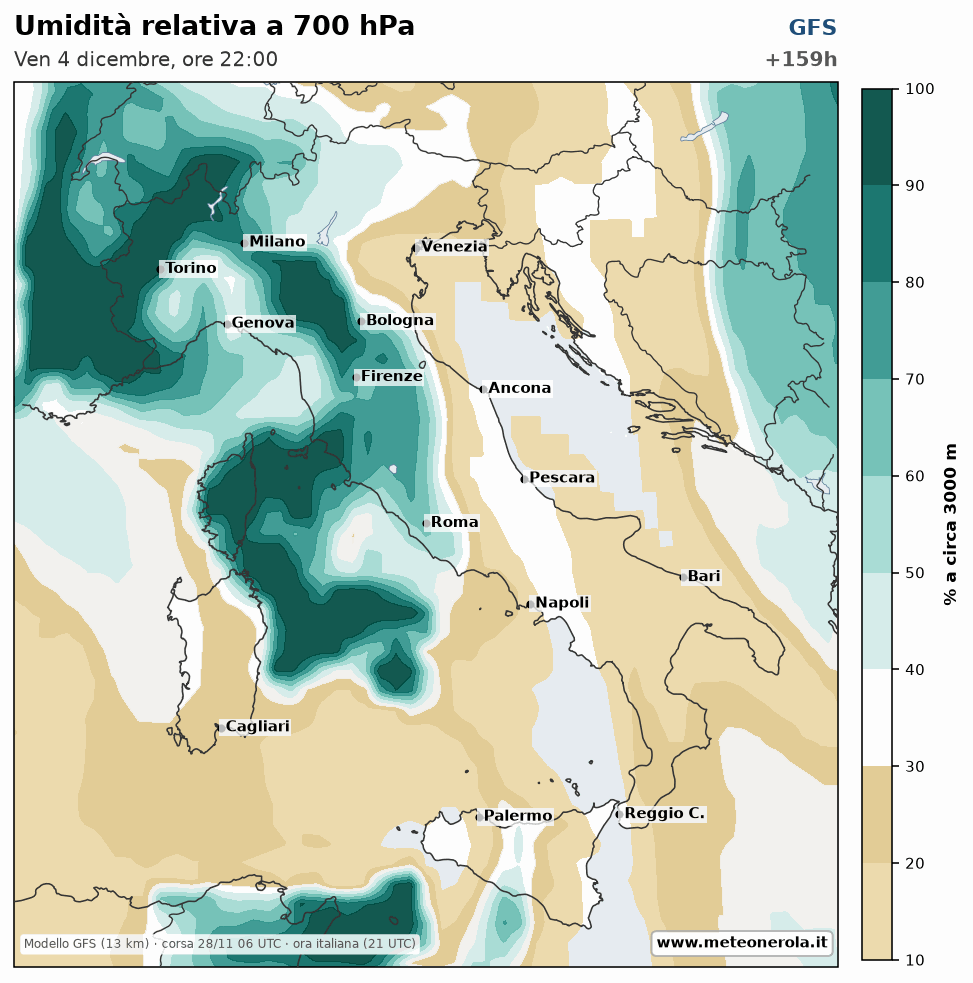 Umidità relativa a 700 hPa
GFS
Ven 4 dicembre, ore 22:00
+159h
Milano
Venezia
Torino
Genova
Bologna
Firenze
Ancona
Pescara
Roma
Bari
Napoli
Cagliari
Palermo
Reggio C.
100
90
80
70
60
50
40
30
20
10
% a circa 3000 m
Modello GFS (13 km) · corsa 28/11 06 UTC · ora italiana (21 UTC)
www.meteonerola.it